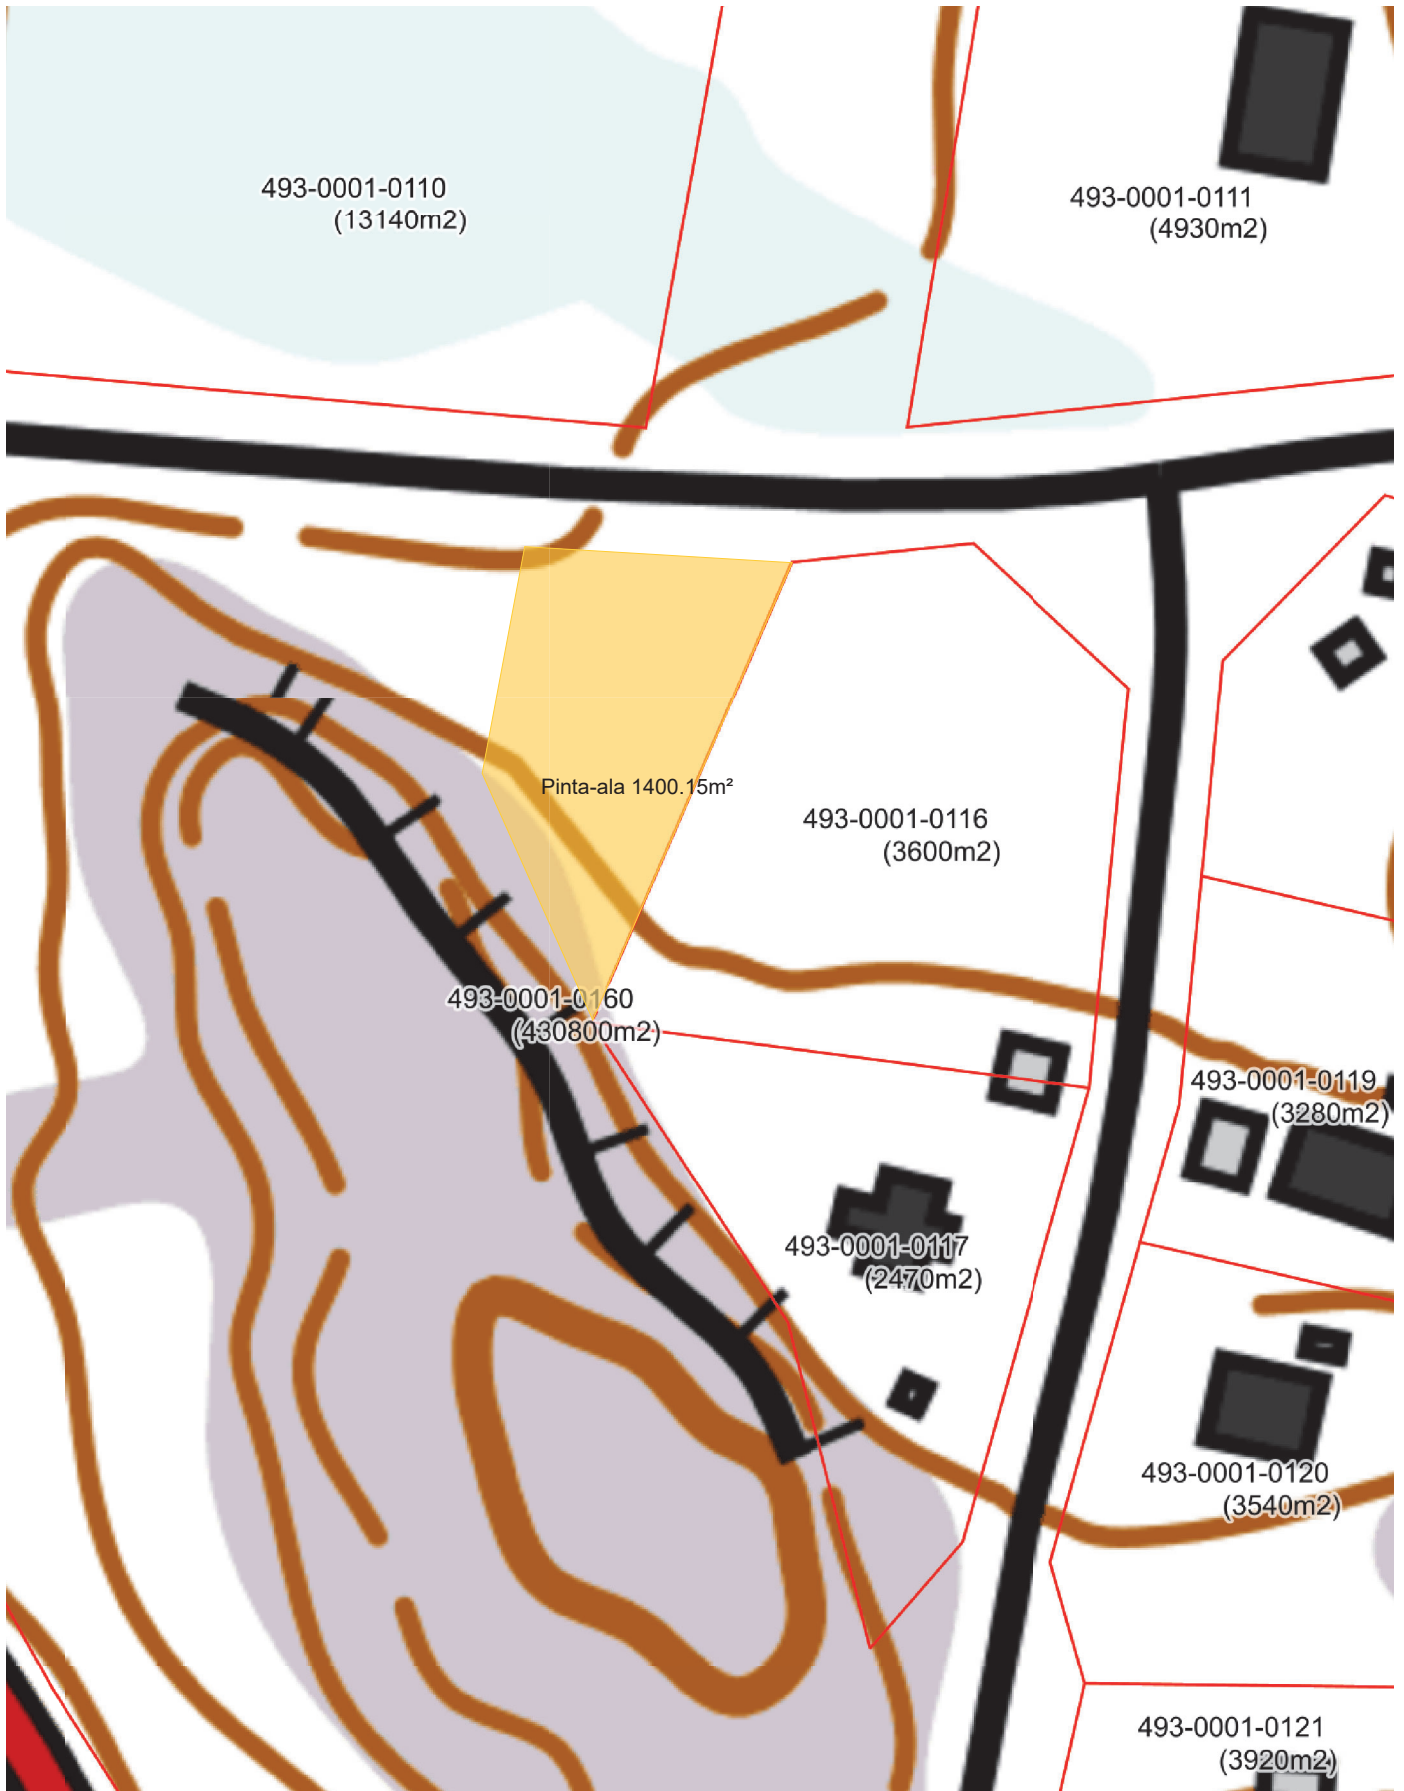 493-0001-0110
(13140m2)
493-0001-0111
(4930m2)
Pinta-ala 1400.15m²
493-0001-0116
(3600m2)
493-0001-0160
(430800m2)
493-0001-0119
(3280m2)
493-0001-0117
(2470m2)
493-0001-0120
(3540m2)
493-0001-0121
(3920m2)